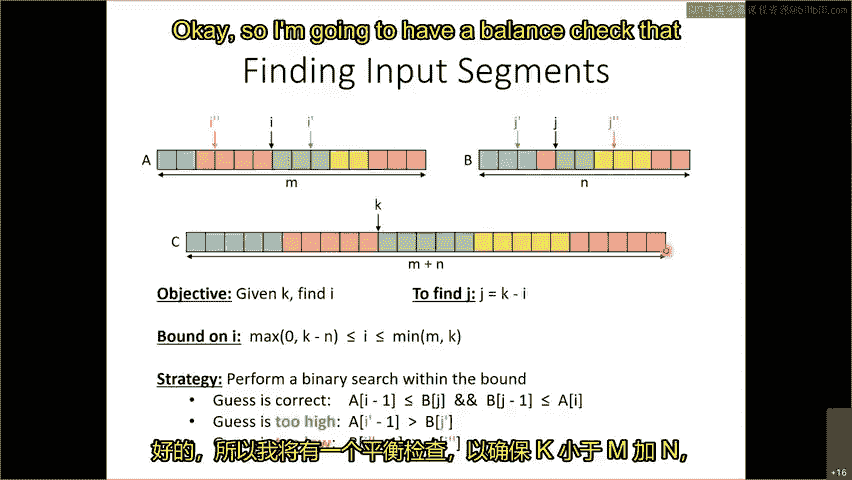 Okay, so I'm going to have a balance check that
Finding Input Segments
i'' i i' j' j j''
A B
m n
k
C
m + n
Objective: Given k, find i To find j: j = k - i
Bound on i: max(0, k - n) ≤ i ≤ min(m, k)
Strategy: Perform a binary search within the bound
• Guess is correct: A[i - 1] ≤ B[j] && B[j - 1] ≤ A[i]
• Guess is too high: A[i' - 1] > B[j']
好的，所以我将有一个平衡检查，以确保 K 小于 M 加 N，
+16